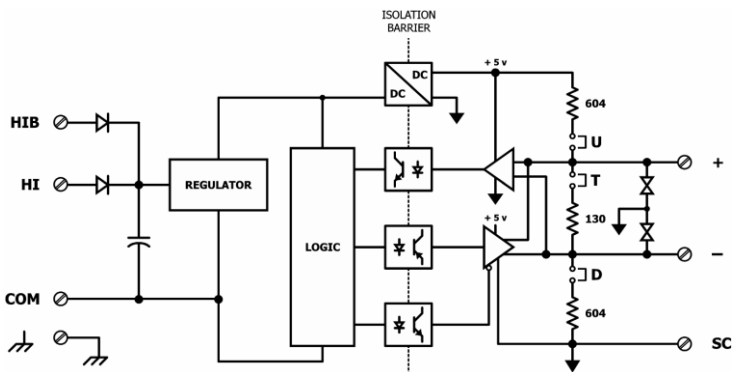 ISOLATION
BARRIER
+ 5 v
DC
DC
604
HIB
U
+
HI
REGULATOR
T
130
+ 5 v
LOGIC
−
D
COM
604
SC